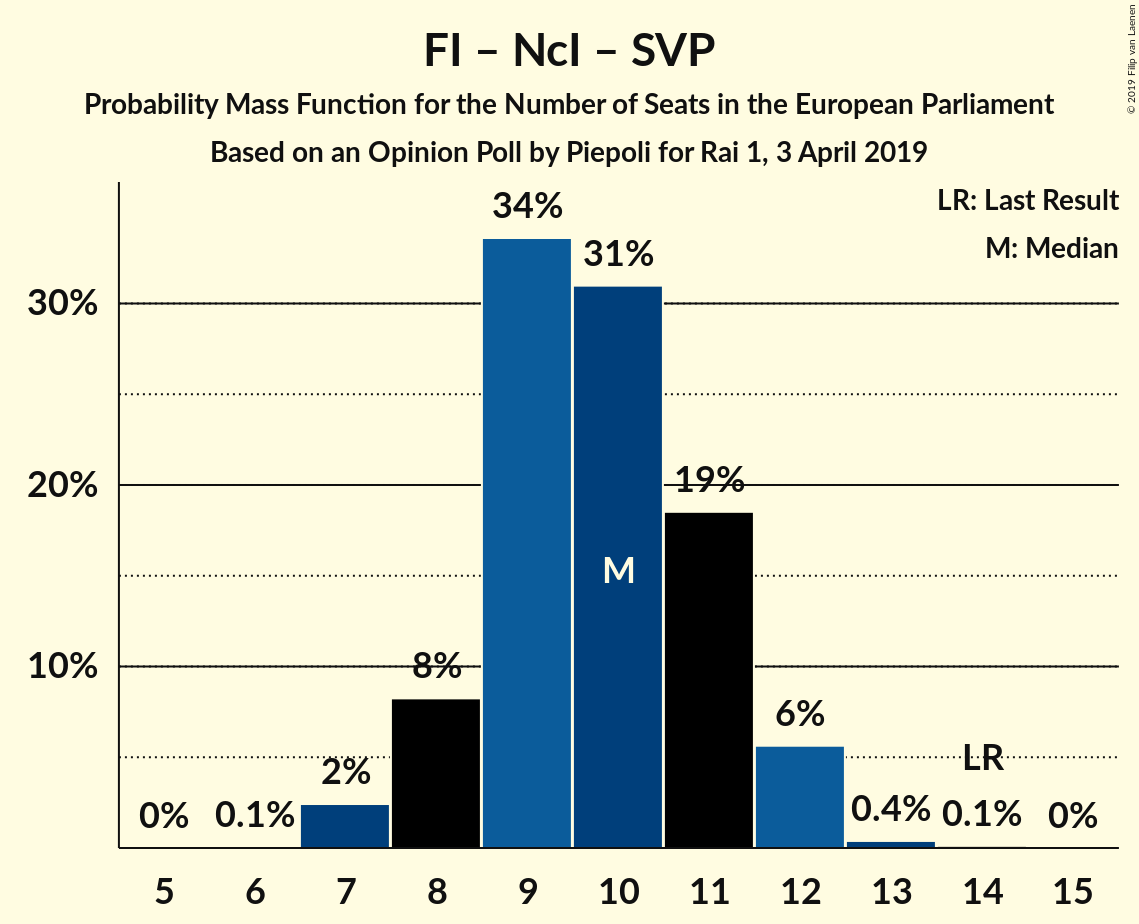 FI – NcI – SVP
Probability Mass Function for the Number of Seats in the European Parliament
Based on an Opinion Poll by Piepoli for Rai 1, 3 April 2019
© 2019 Filip van Laenen
LR: Last Result
M: Median
34%
31%
30%
19%
20%
M
8%
10%
6%
LR
2%
0%
0.1%
0.4%
0.1%
0%
5 6 7 8 9 10 11 12 13 14 15